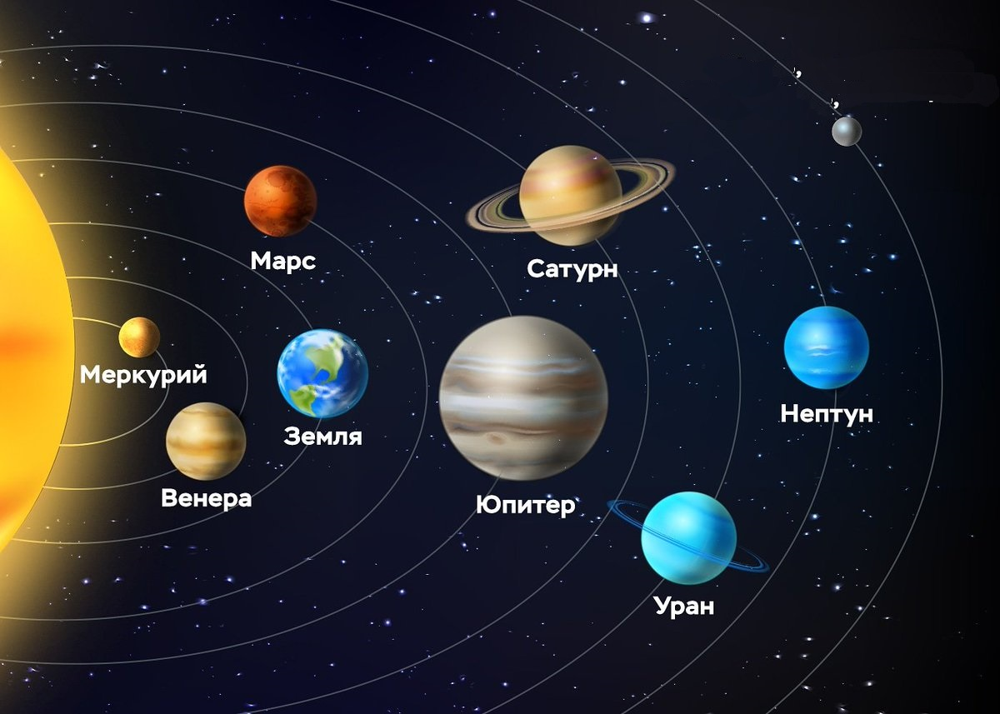 Марс
Сатурн
Меркурий
Нептун
Земля
Венера
Юпитер
Уран